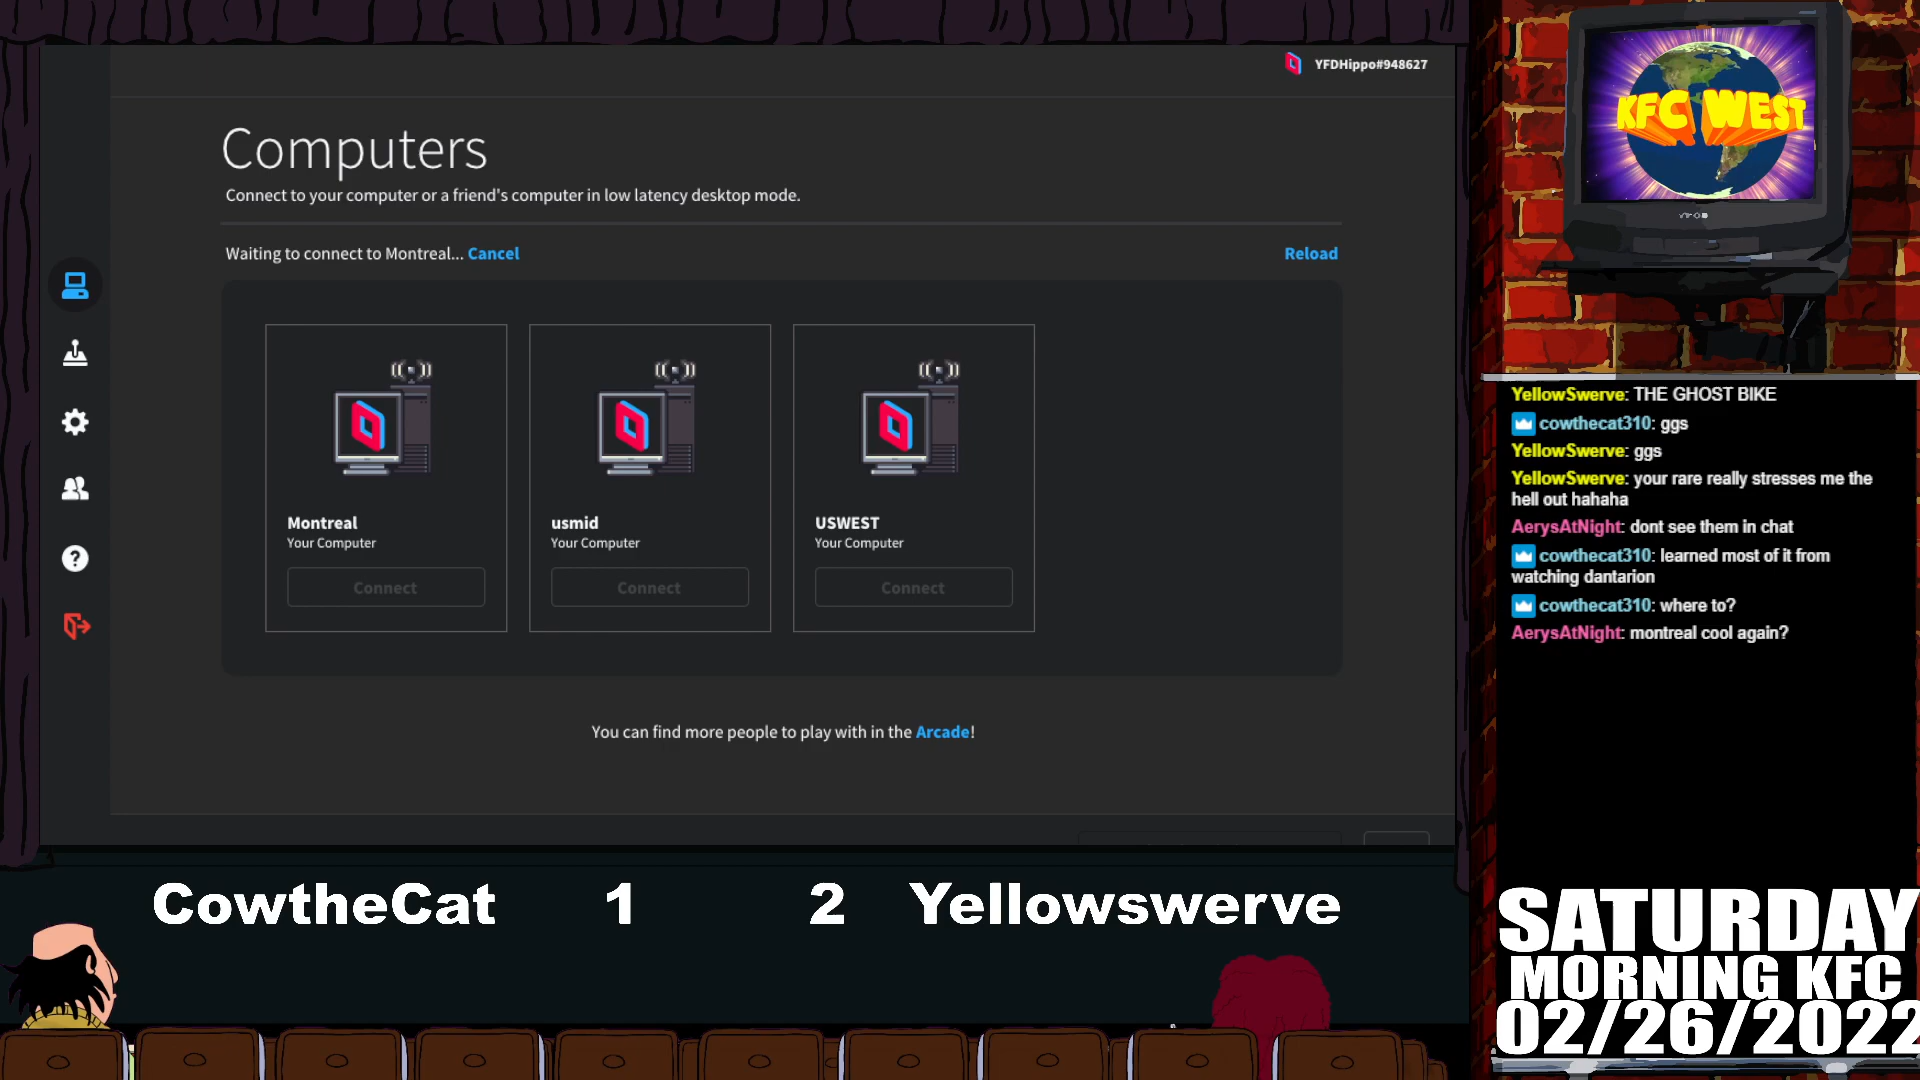 YFDHippo#948627
Computers
Connect to your computer or a friend's computer in low latency desktop mode.
Waiting to connect to Montreal... Cancel
Reload
Montreal
Your Computer
Connect
usmid
Your Computer
Connect
USWEST
Your Computer
Connect
You can find more people to play with in the Arcade!
CowtheCat 1 2 Yellowswerve
KFC WEST
YellowSwerve: THE GHOST BIKE
cowthecat310: ggs
YellowSwerve: ggs
YellowSwerve: your rare really stresses me the
hell out hahaha
AerysAtNight: dont see them in chat
cowthecat310: learned most of it from
watching dantarion
cowthecat310: where to?
AerysAtNight: montreal cool again?
SATURDAY
MORNING KFC
02/26/2022